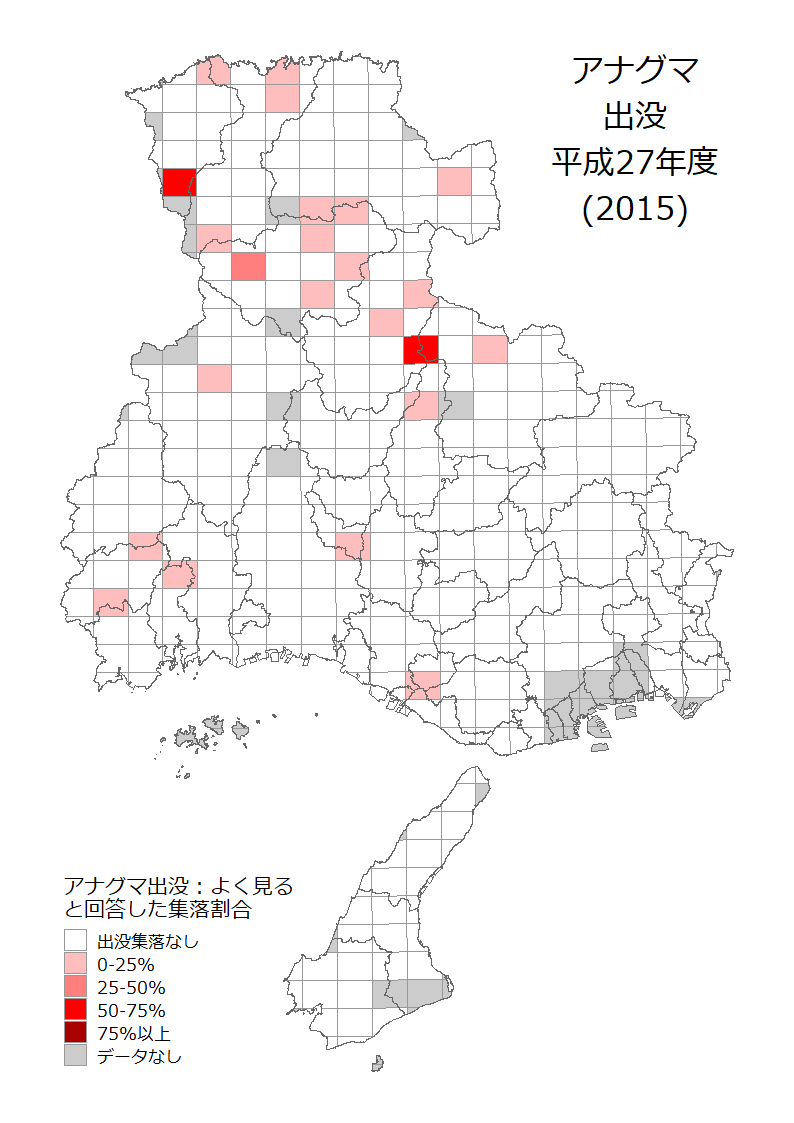 アナグマ
出没
平成27年度
(2015)
アナグマ出没：よく見る
と回答した集落割合
出没集落なし
0-25%
25-50%
50-75%
75%以上
データなし